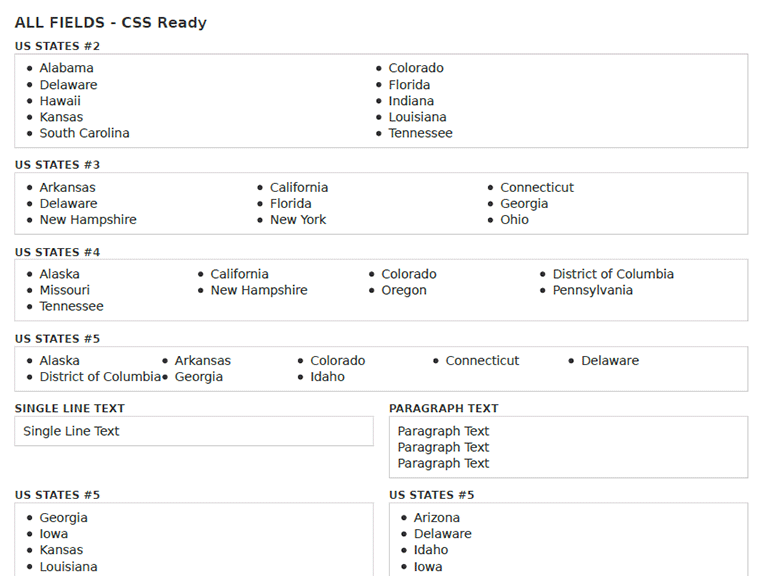 ALL FIELDS - CSS Ready
US STATES #2
Alabama Colorado
Delaware Florida
Hawaii Indiana
Kansas Louisiana
South Carolina Tennessee
US STATES #3
Arkansas California Connecticut
Delaware Florida Georgia
New Hampshire New York Ohio
US STATES #4
Alaska California Colorado District of Columbia
Missouri New Hampshire Oregon Pennsylvania
Tennessee
US STATES #5
Alaska Arkansas Colorado Connecticut Delaware
District of Columbia Georgia Idaho
SINGLE LINE TEXT
Single Line Text
PARAGRAPH TEXT
Paragraph Text
Paragraph Text
Paragraph Text
US STATES #5
Georgia
Iowa
Kansas
Louisiana
US STATES #5
Arizona
Delaware
Idaho
Iowa